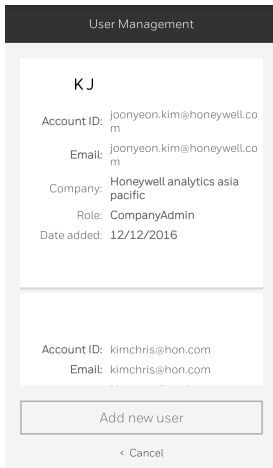 User Management
K J
Account ID: joonyeon.kim@honeywell.co
m
Email: joonyeon.kim@honeywell.co
m
Company: Honeywell analytics asia
pacific
Role: CompanyAdmin
Date added: 12/12/2016
Account ID: kimchris@hon.com
Email: kimchris@hon.com
Add new user
< Cancel